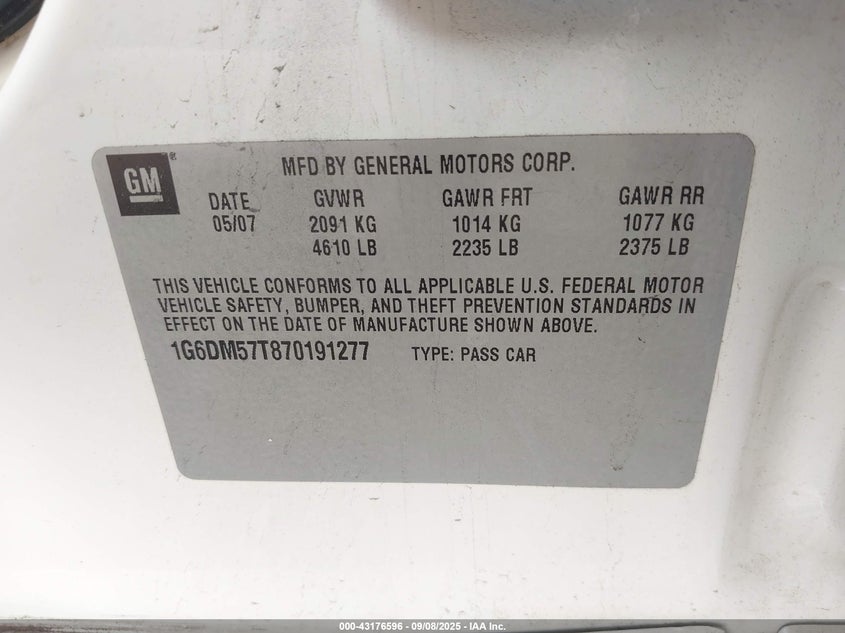 GM®
MFD BY GENERAL MOTORS CORP.
DATE GVWR GAWR FRT GAWR RR
05/07 2091 KG 1014 KG 1077 KG
4610 LB 2235 LB 2375 LB
THIS VEHICLE CONFORMS TO ALL APPLICABLE U.S. FEDERAL MOTOR
VEHICLE SAFETY, BUMPER, AND THEFT PREVENTION STANDARDS IN
EFFECT ON THE DATE OF MANUFACTURE SHOWN ABOVE.
1G6DM57T870191277 TYPE: PASS CAR
000-43176596 - 09/08/2025 - IAA Inc.